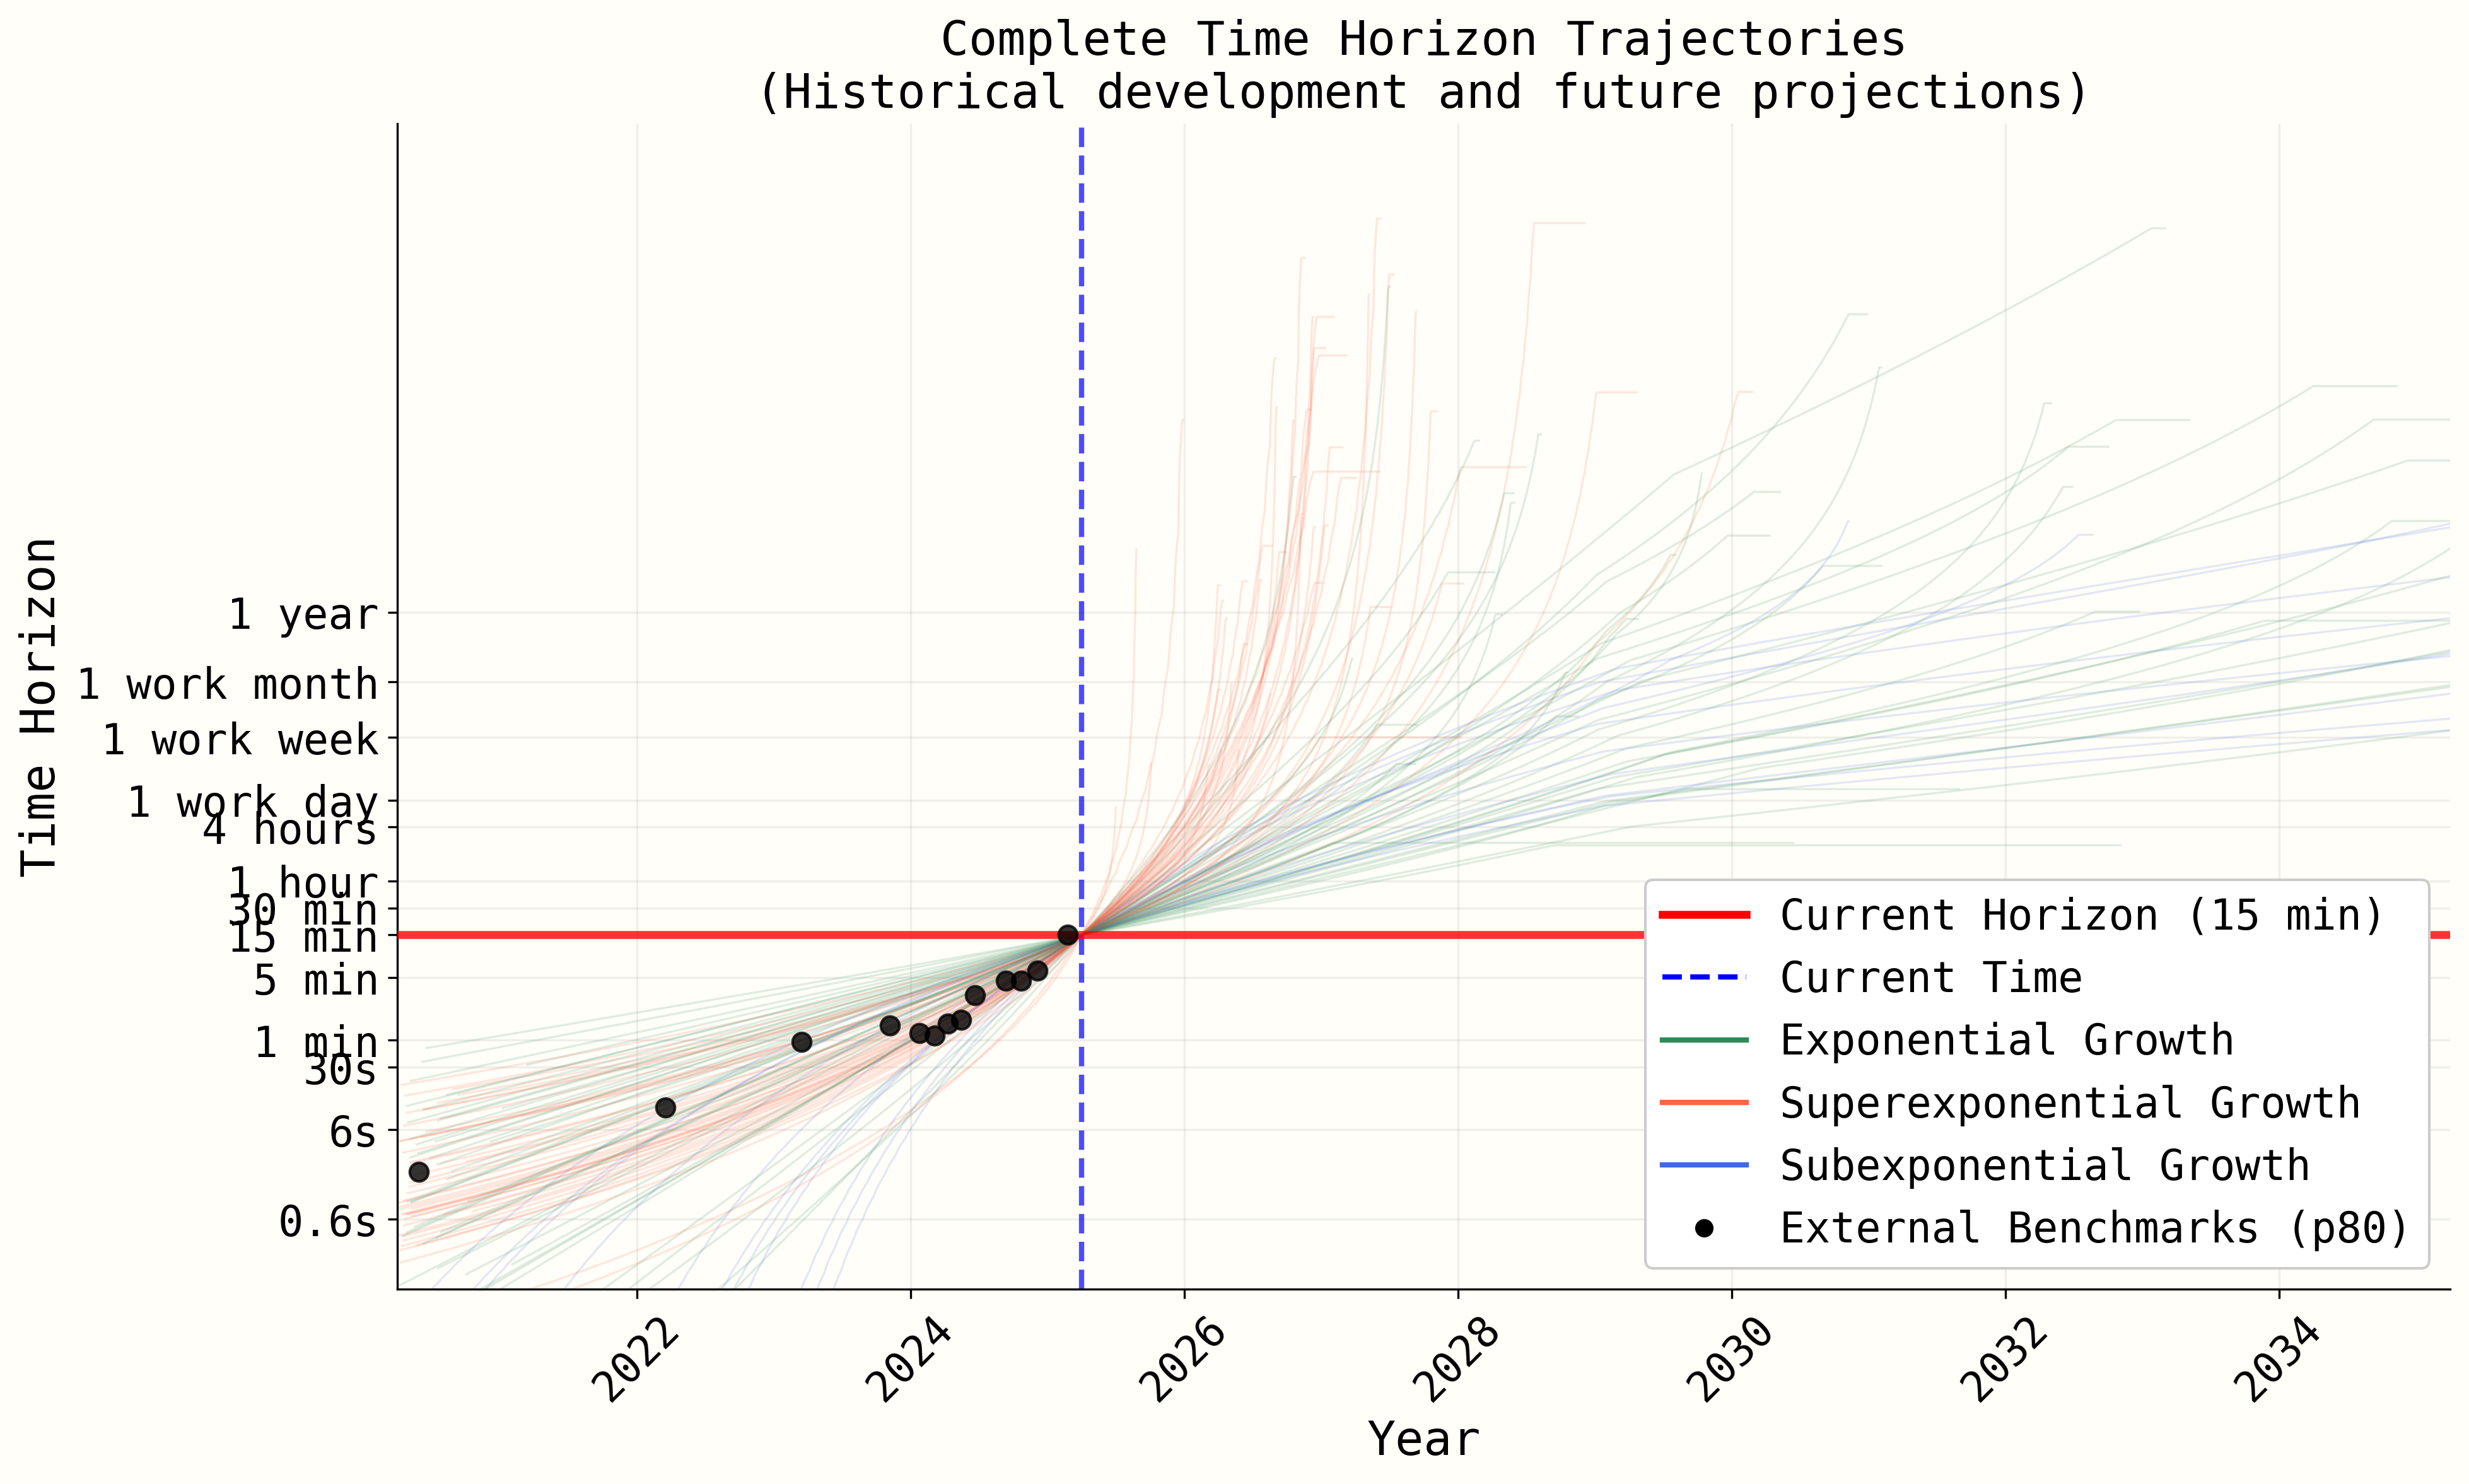 Complete Time Horizon Trajectories
(Historical development and future projections)
Time Horizon
1 year
1 work month
1 work week
1 work day
4 hours
1 hour
30 min
15 min
5 min
1 min
30s
6s
0.6s
Current Horizon (15 min)
Current Time
Exponential Growth
Superexponential Growth
Subexponential Growth
External Benchmarks (p80)
2022
2024
2026
2028
2030
2032
2034
Year